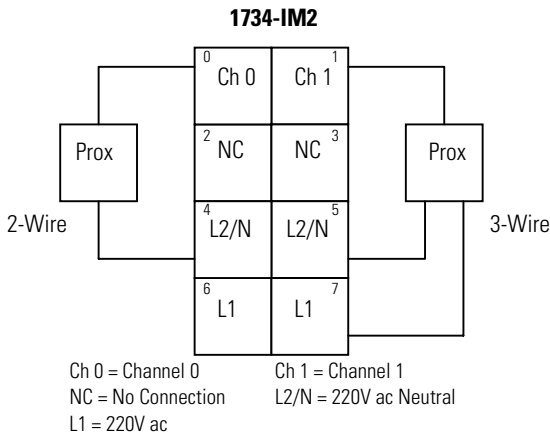 1734-IM2
0 Ch 0 1 Ch 1
Prox 2 NC NC 3 Prox
2-Wire 4 L2/N L2/N 5 3-Wire
6 L1 L1 7
Ch 0 = Channel 0 Ch 1 = Channel 1
NC = No Connection L2/N = 220V ac Neutral
L1 = 220V ac